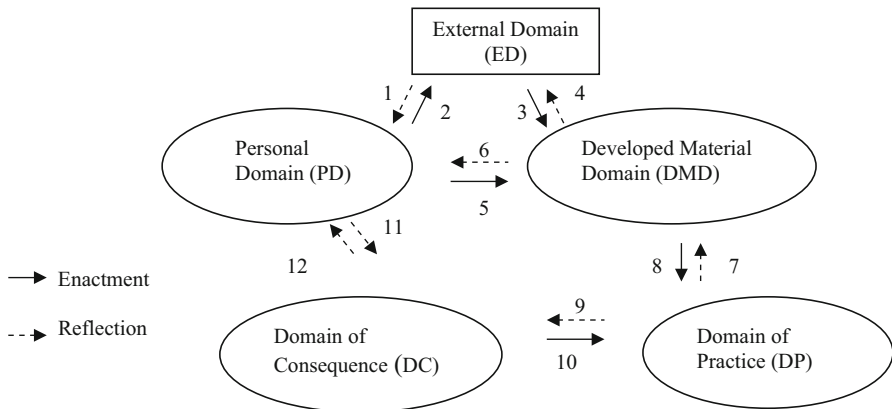 External Domain
(ED)
1
2
3
4
Personal
Domain (PD)
6
5
Developed Material
Domain (DMD)
11
12
8
7
Enactment
Reflection
Domain of
Consequence (DC)
9
10
Domain of
Practice (DP)